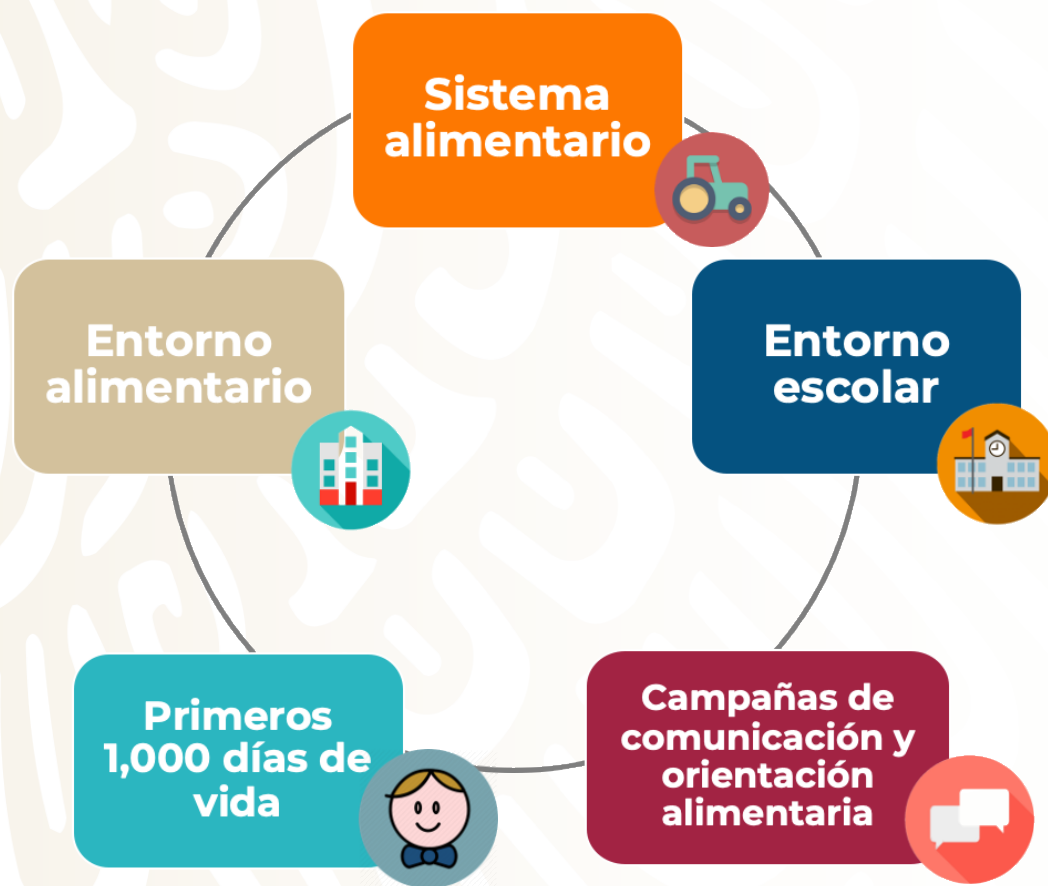 Sistema
alimentario
Entorno
alimentario
Entorno
escolar
Primeros
1,000 días de
vida
Campañas de
comunicación y
orientación
alimentaria